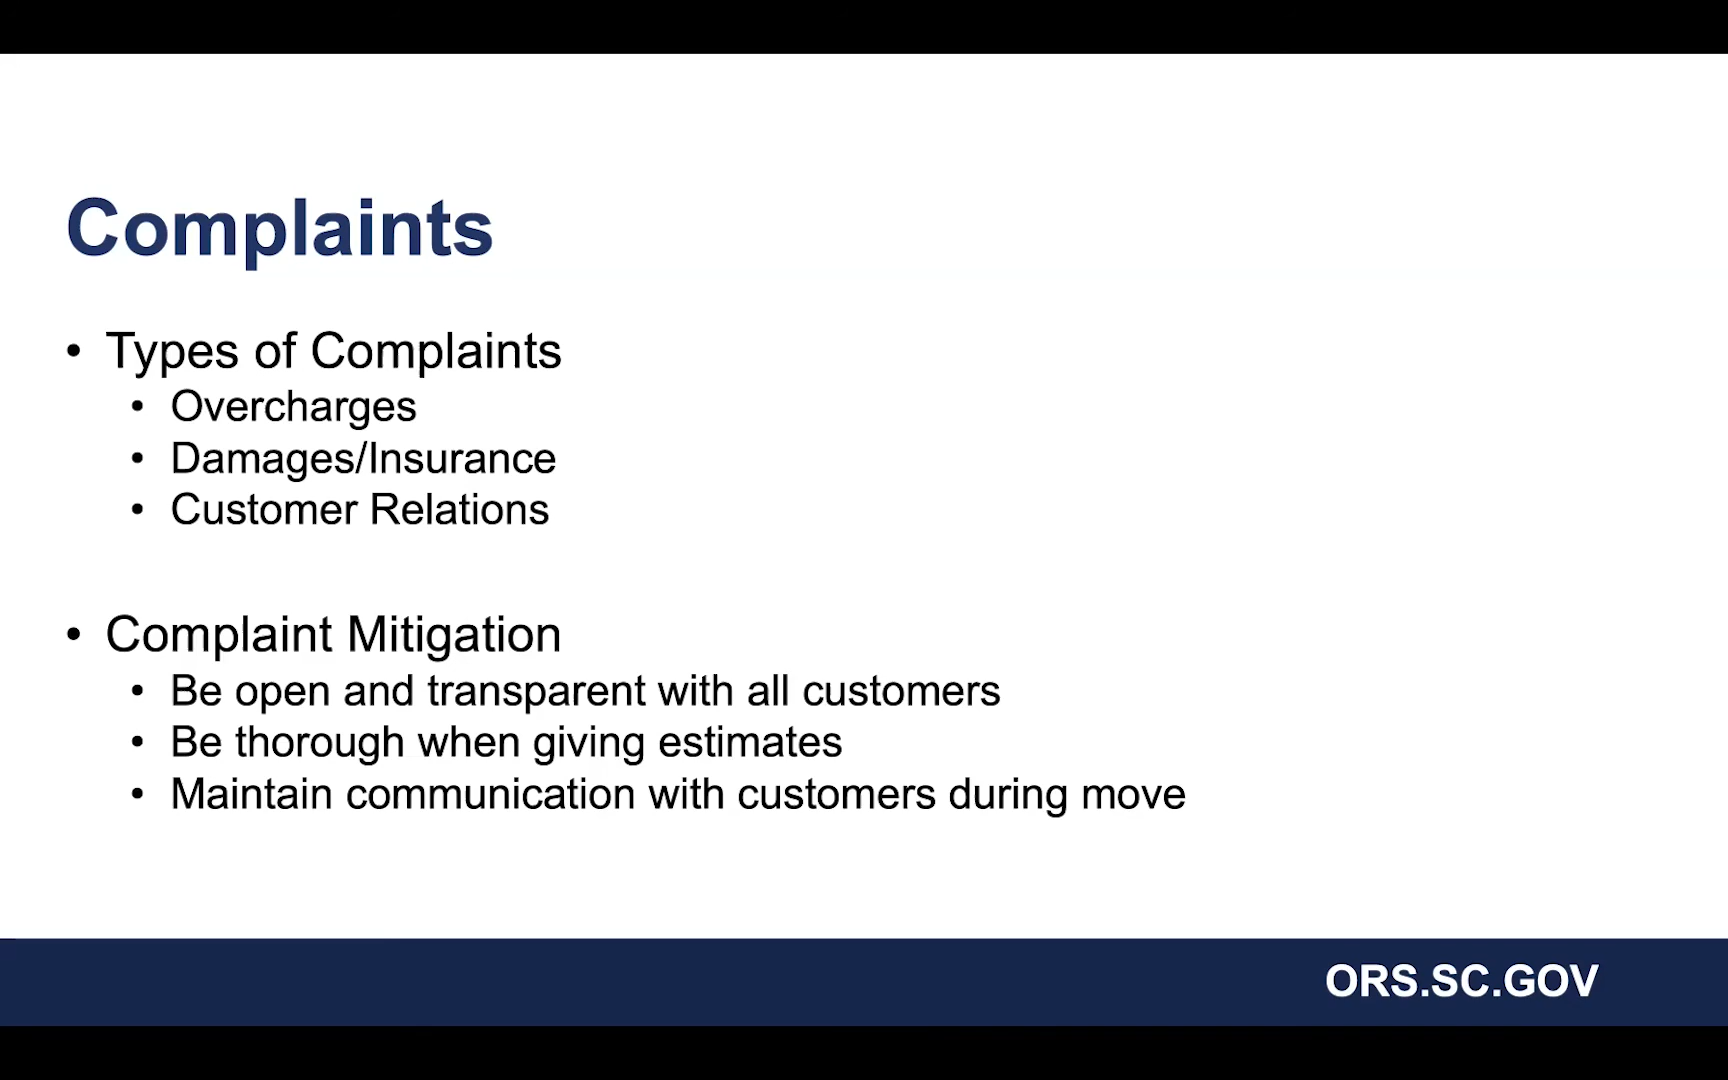 Complaints
• Types of Complaints
• Overcharges
• Damages/Insurance
• Customer Relations
• Complaint Mitigation
• Be open and transparent with all customers
• Be thorough when giving estimates
• Maintain communication with customers during move
ORS.SC.GOV